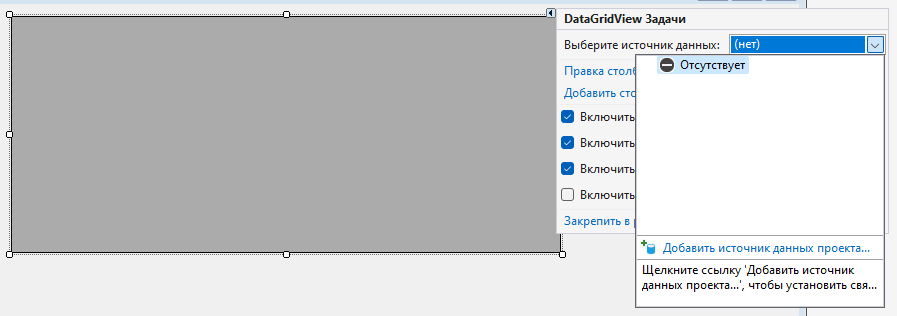 DataGridView Задачи
Выберите источник данных: (нет)
Отсутствует
Правка столб
Добавить сто
Включить
Включить
Включить
Включить
Закрепить в р
Добавить источник данных проекта...
Щелкните ссылку 'Добавить источник
данных проекта...', чтобы установить свя...